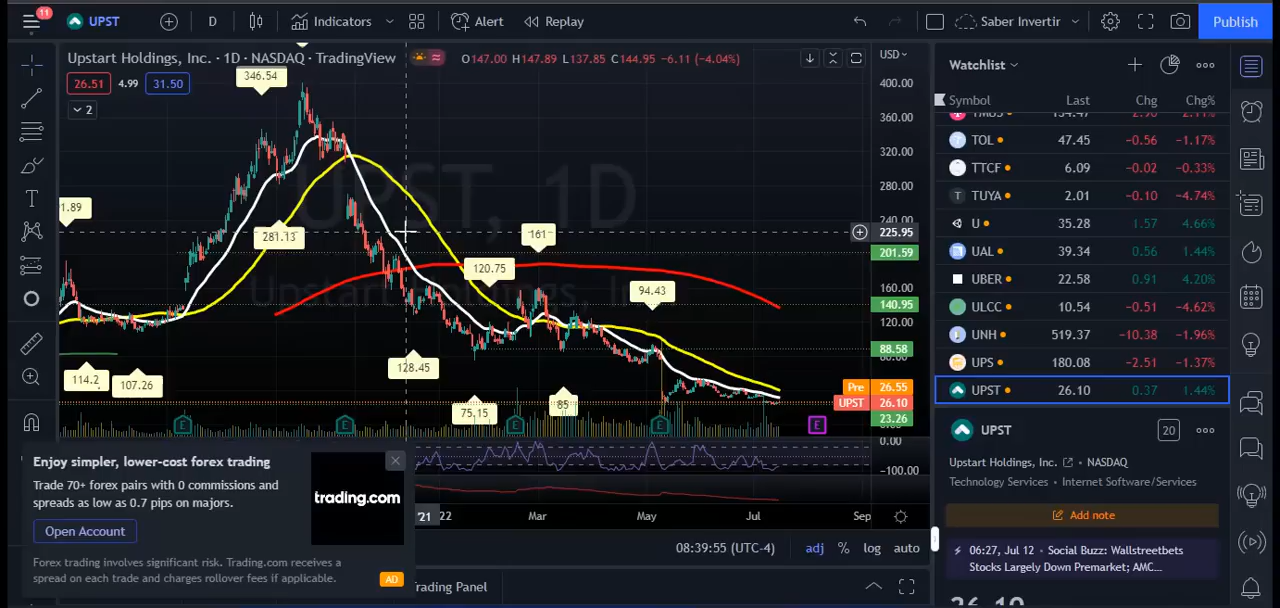 11
UPST
D
Indicators
Alert
Replay
Saber Invertir
Publish
Upstart Holdings, Inc. · 1D · NASDAQ · TradingView
O147.00 H147.89 L137.85 C144.95 -6.11 (-4.04%)
USD
26.51 4.99 31.50
2
346.54
281.13
114.2
107.26
128.45
120.75
161
75.15
85
94.43
UPST, 1D
Upstart Holdings, Inc.
400.00
360.00
320.00
280.00
240.00
225.95
201.59
160.00
140.95
120.00
88.58
80.00
Pre 26.55
UPST 26.10
23.26
0.00
-100.00
E E E E E
'21 22 Mar May Jul Sep
08:39:55 (UTC-4) adj % log auto
Trading Panel
Enjoy simpler, lower-cost forex trading
Trade 70+ forex pairs with 0 commissions and
spreads as low as 0.7 pips on majors.
Open Account
trading.com
Forex trading involves significant risk. Trading.com receives a
spread on each trade and charges rollover fees if applicable.
AD
Watchlist
Symbol Last Chg Chg%
TOL 47.45 -0.56 -1.17%
TTCF 6.09 -0.02 -0.33%
TUYA 2.01 -0.10 -4.74%
U 35.28 1.57 4.66%
UAL 39.34 0.56 1.44%
UBER 22.58 0.91 4.20%
ULCC 10.54 -0.51 -4.62%
UNH 519.37 -10.38 -1.96%
UPS 180.08 -2.51 -1.37%
UPST 26.10 0.37 1.44%
UPST 20
Upstart Holdings, Inc. NASDAQ
Technology Services • Internet Software/Services
Add note
06:27, Jul 12 • Social Buzz: Wallstreetbets
Stocks Largely Down Premarket; AMC...